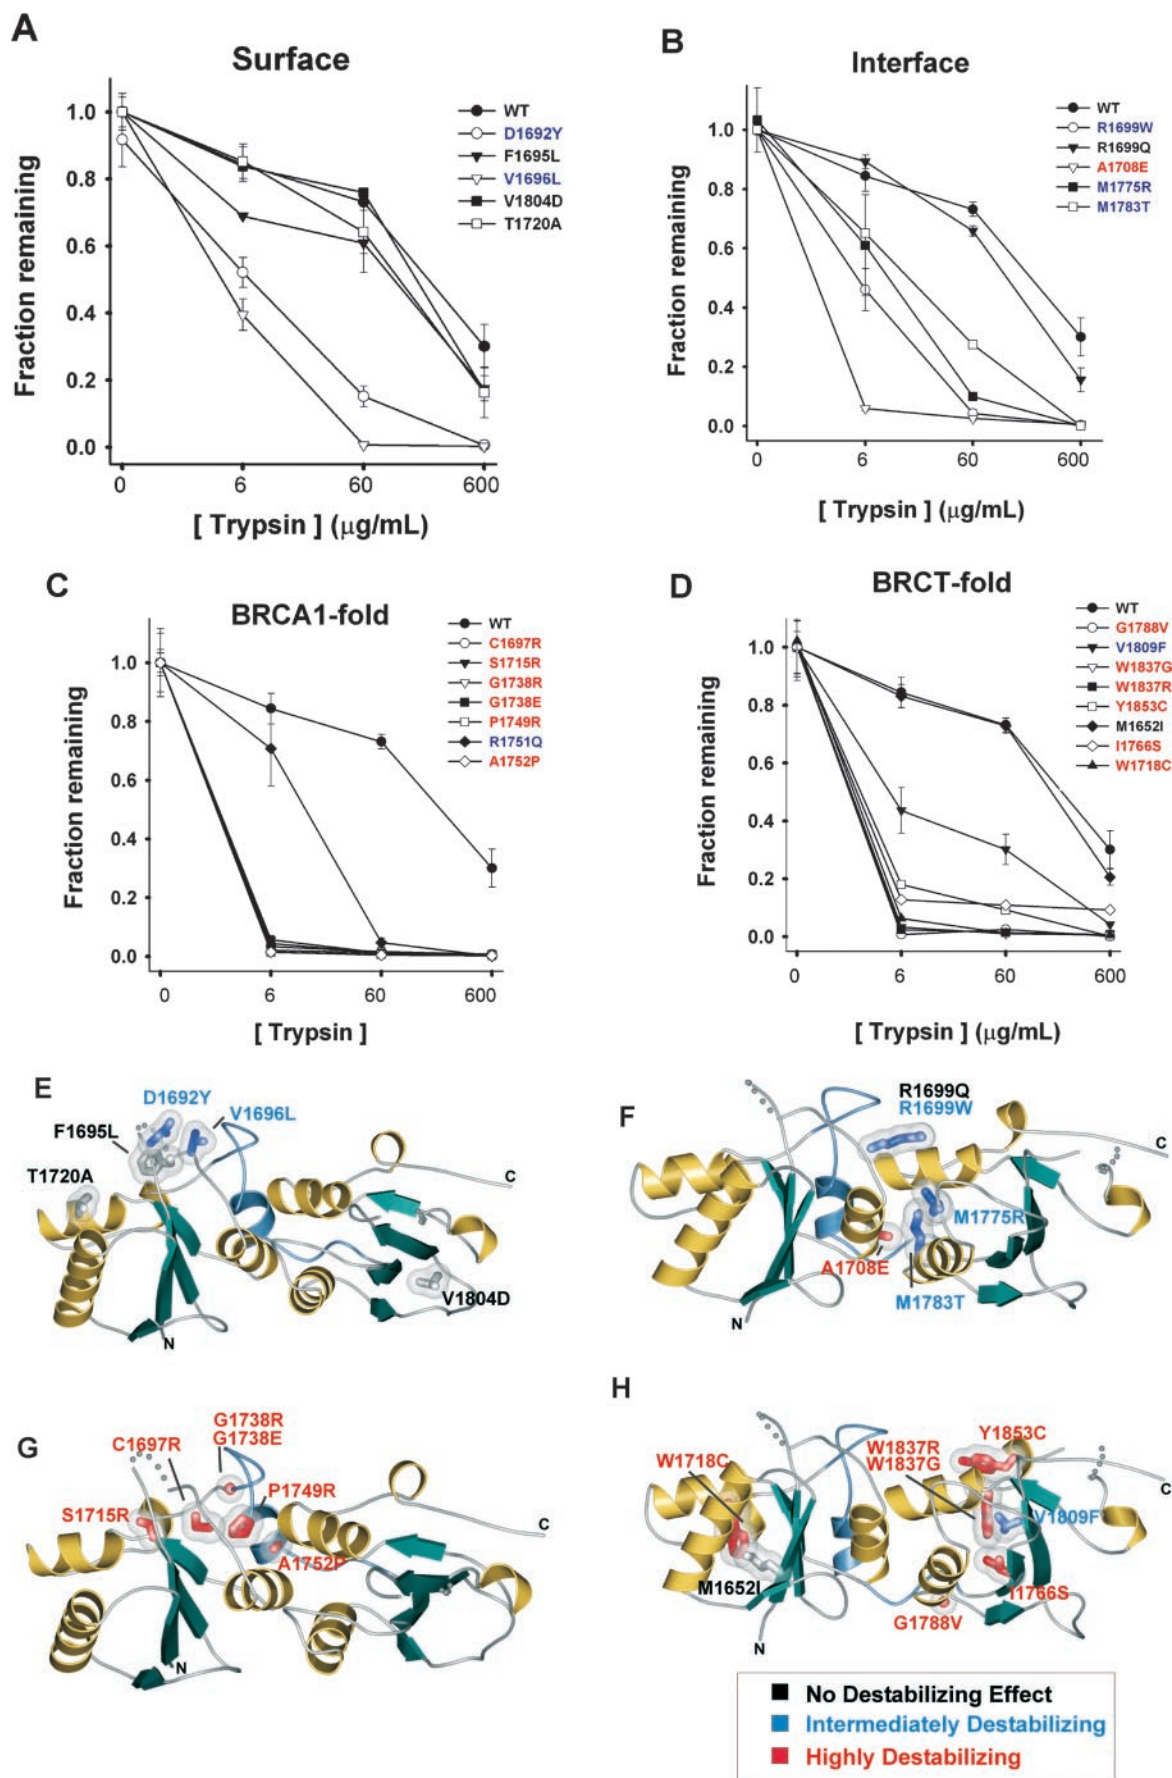 A
Surface
Fraction remaining
1.0
0.8
0.6
0.4
0.2
0.0
0
6
60
600
[ Trypsin ] (μg/mL)
WT
D1692Y
F1695L
V1696L
V1804D
T1720A
B
Interface
Fraction remaining
1.0
0.8
0.6
0.4
0.2
0.0
0
6
60
600
[ Trypsin ] (μg/mL)
WT
R1699W
R1699Q
A1708E
M1775R
M1783T
C
BRCA1-fold
Fraction remaining
1.0
0.8
0.6
0.4
0.2
0.0
0
6
60
600
[ Trypsin ]
WT
C1697R
S1715R
G1738R
G1738E
P1749R
R1751Q
A1752P
D
BRCT-fold
Fraction remaining
1.0
0.8
0.6
0.4
0.2
0.0
0
6
60
600
[ Trypsin ] (μg/mL)
WT
G1788V
V1809F
W1837G
W1837R
Y1853C
M1652I
I1766S
W1718C
E
D1692Y
V1696L
F1695L
T1720A
C
V1804D
N
F
R1699Q
R1699W
C
M1775R
A1708E
M1783T
N
G
G1738R
G1738E
C1697R
P1749R
S1715R
C
A1752P
N
H
Y1853C
W1837R
W1837G
W1718C
C
V1809F
M1652I
I1766S
G1788V
N
No Destabilizing Effect
Intermediately Destabilizing
Highly Destabilizing